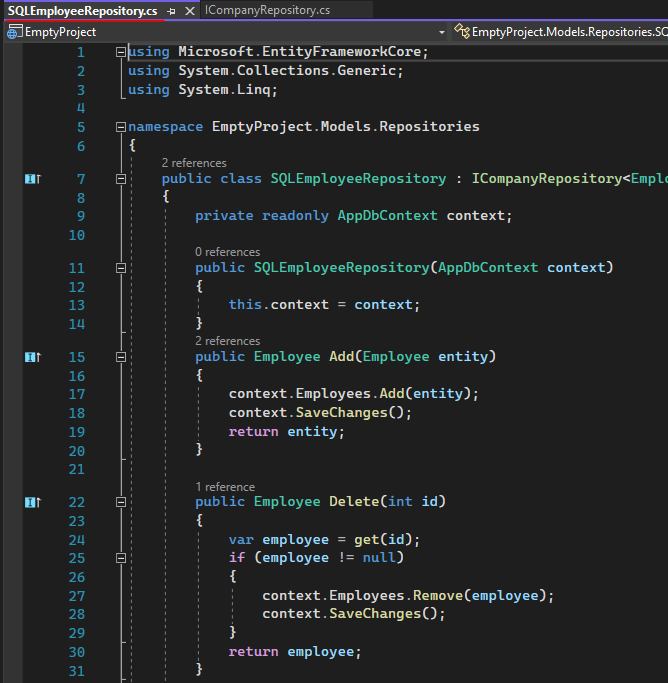 SQLEmployeeRepository.cs ICompanyRepository.cs
EmptyProject EmptyProject.Models.Repositories.SQ
1 using Microsoft.EntityFrameworkCore;
2 using System.Collections.Generic;
3 using System.Linq;
4
5 namespace EmptyProject.Models.Repositories
6 {
2 references
7 public class SQLEmployeeRepository : ICompanyRepository<Emplo
8 {
9 private readonly AppDbContext context;
10
0 references
11 public SQLEmployeeRepository(AppDbContext context)
12 {
13 this.context = context;
14 }
2 references
15 public Employee Add(Employee entity)
16 {
17 context.Employees.Add(entity);
18 context.SaveChanges();
19 return entity;
20 }
21
1 reference
22 public Employee Delete(int id)
23 {
24 var employee = get(id);
25 if (employee != null)
26 {
27 context.Employees.Remove(employee);
28 context.SaveChanges();
29 }
30 return employee;
31 }